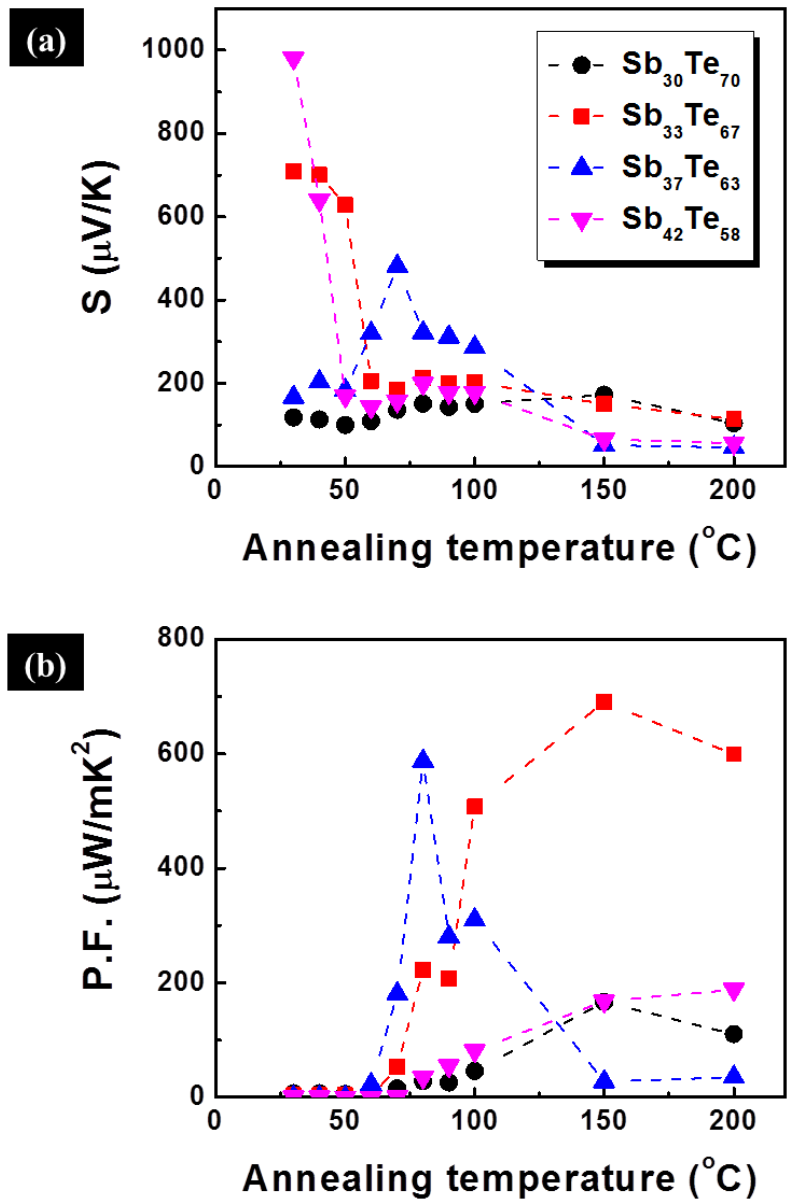 (a)
1000
800
600
400
200
0
S (μV/K)
Sb₃₀Te₇₀
Sb₃₃Te₆₇
Sb₃₇Te₆₃
Sb₄₂Te₅₈
0 50 100 150 200
Annealing temperature (°C)
(b)
800
600
400
200
0
P.F. (μW/mK²)
0 50 100 150 200
Annealing temperature (°C)